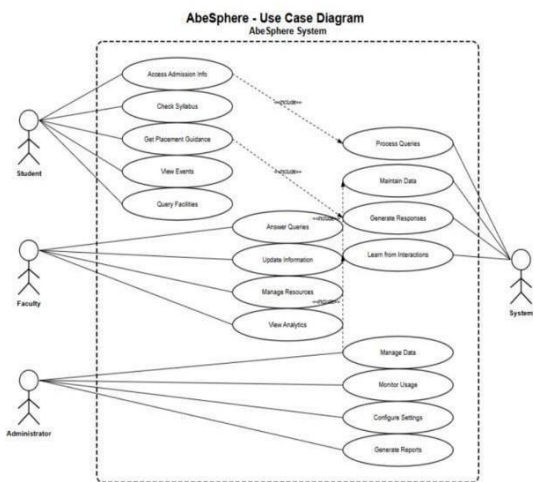 AbeSphere - Use Case Diagram
AbeSphere System
Access Admission Info
Check Syllabus
Get Placement Guidance
View Events
Query Facilities
Student
<<include>>
<<include>>
Process Queries
Maintain Data
Generate Responses
Learn from Interactions
System
Answer Queries
Update Information
Manage Resources
View Analytics
Faculty
<<include>>
<<include>>
Manage Data
Monitor Usage
Configure Settings
Generate Reports
Administrator